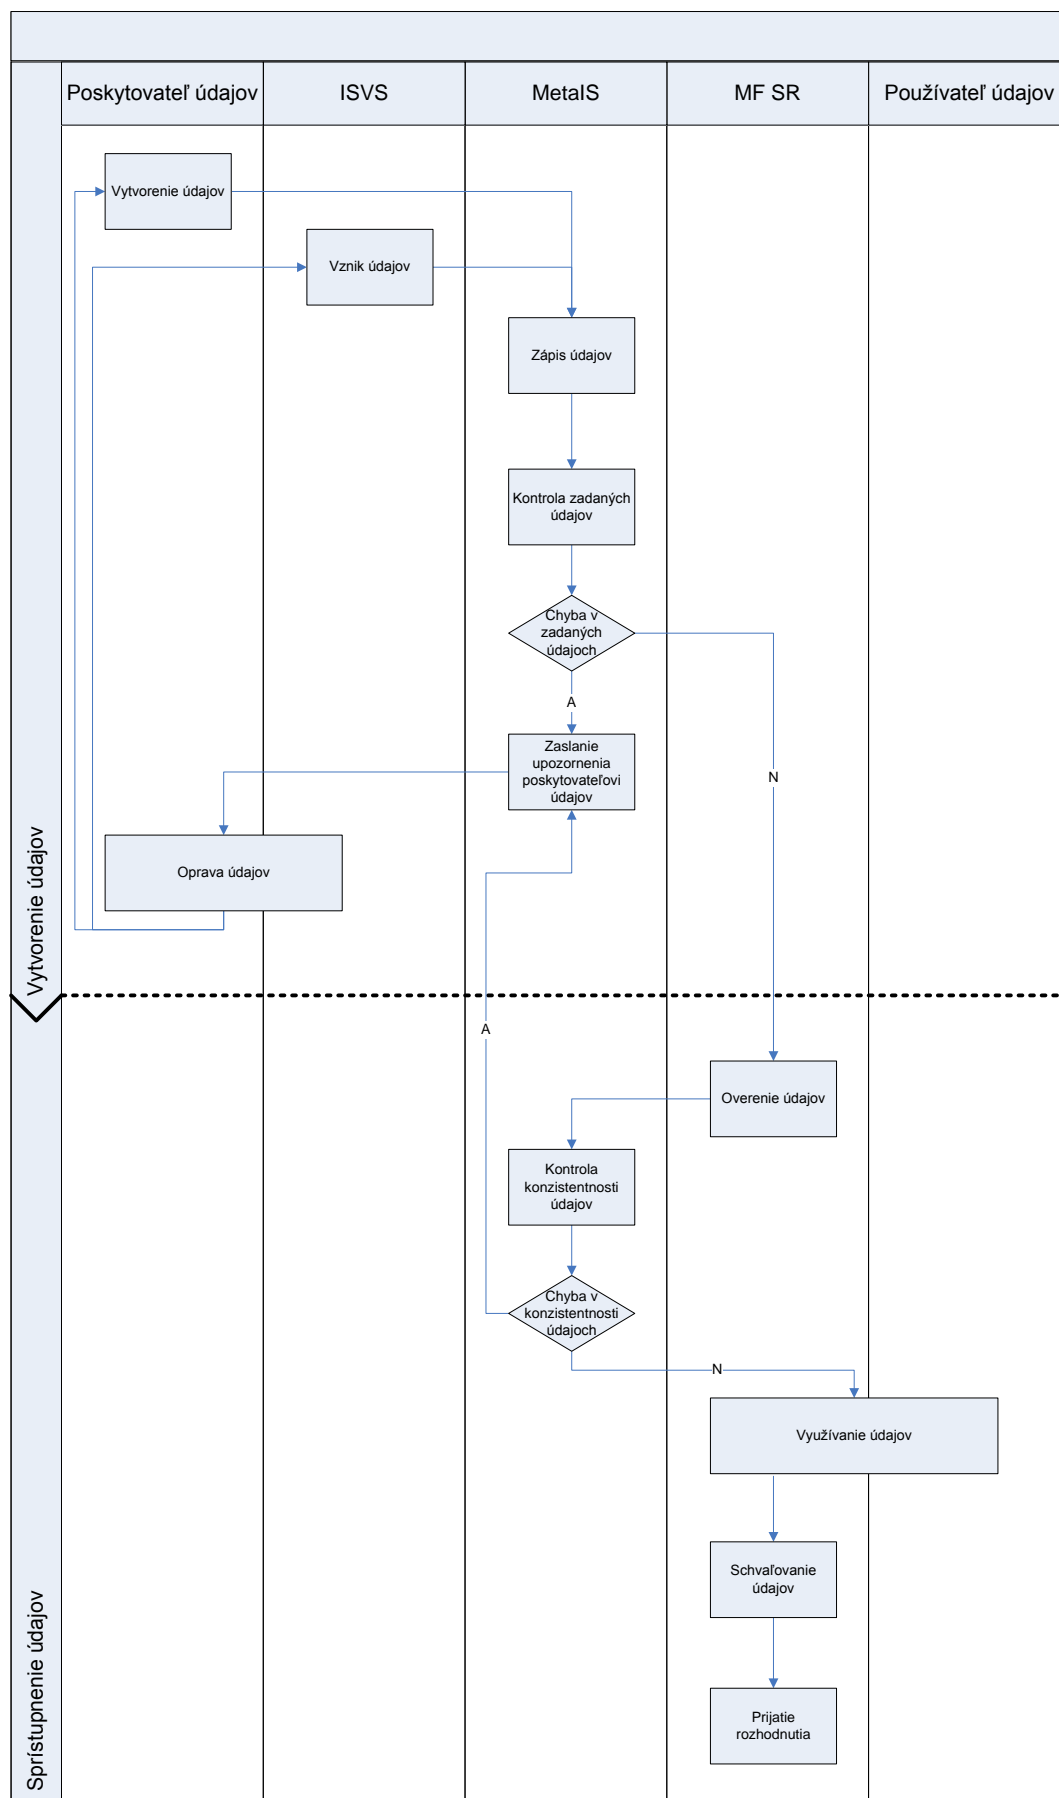 Poskytovateľ údajov
ISVS
MetaIS
MF SR
Používateľ údajov
Vytvorenie údajov
Vytvorenie údajov
Vznik údajov
Zápis údajov
Kontrola zadaných
údajov
Chyba v
zadaných
údajoch
A
N
Zaslanie
upozornenia
poskytovateľovi
údajov
Oprava údajov
Sprístupnenie údajov
A
Overenie údajov
Kontrola
konzistentnosti
údajov
Chyba v
konzistentnosti
údajoch
N
Využívanie údajov
Schvaľovanie
údajov
Prijatie
rozhodnutia